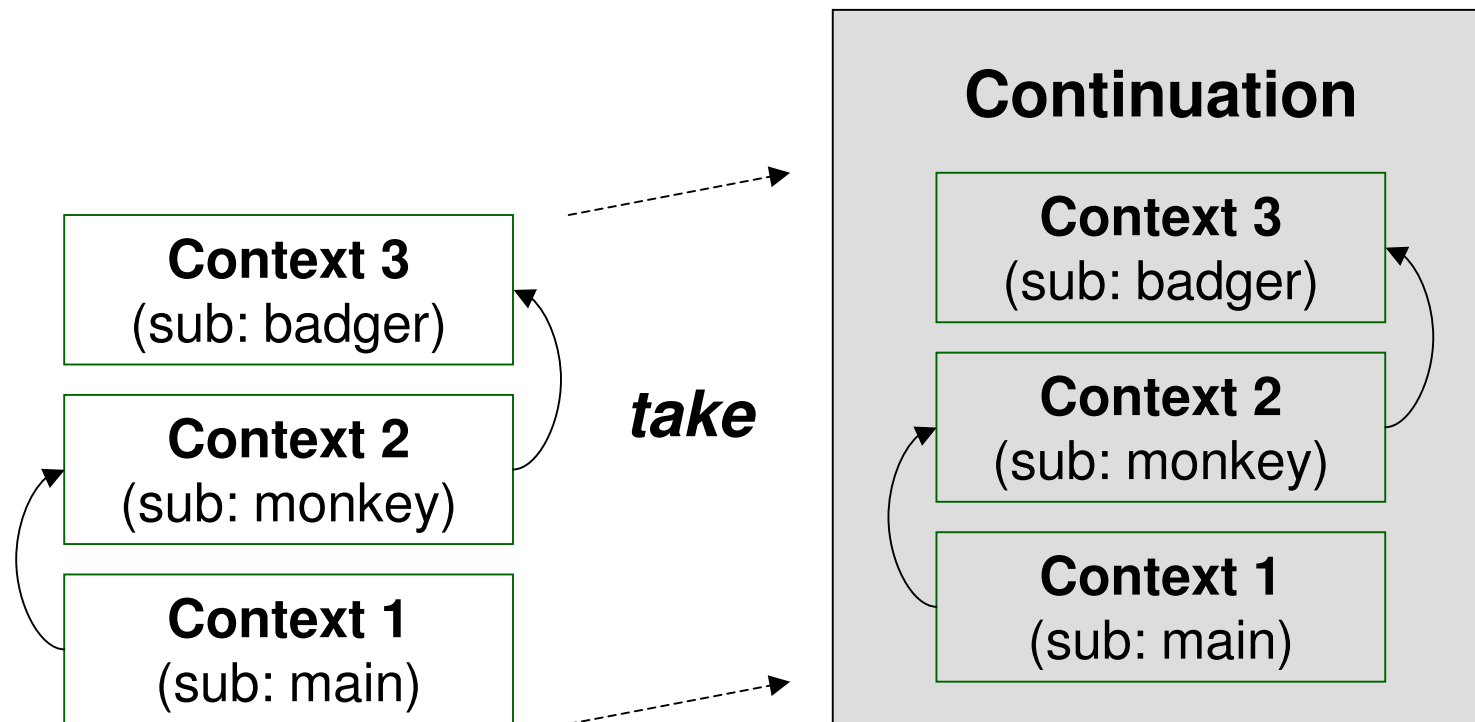 Context 3
(sub: badger)
Context 2
(sub: monkey)
Context 1
(sub: main)
take
Continuation
Context 3
(sub: badger)
Context 2
(sub: monkey)
Context 1
(sub: main)